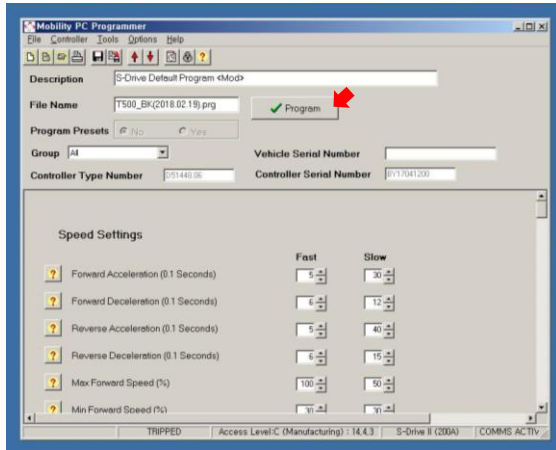 Mobility PC Programmer
File Controller Tools Options Help
Description S-Drive Default Program <Mod>
File Name T500_BK(2018.02.19).prg Program
Program Presets No Yes
Group All Vehicle Serial Number
Controller Type Number D51448.06 Controller Serial Number BV17041200
Speed Settings
Fast Slow
? Forward Acceleration (0.1 Seconds) 5 30
? Forward Deceleration (0.1 Seconds) 6 12
? Reverse Acceleration (0.1 Seconds) 5 40
? Reverse Deceleration (0.1 Seconds) 6 15
? Max Forward Speed (%) 100 50
? Min Forward Speed (%) 30 30
TRIPPED Access Level:C (Manufacturing) : 14,4,3 S-Drive II (200A) COMMS ACTIV